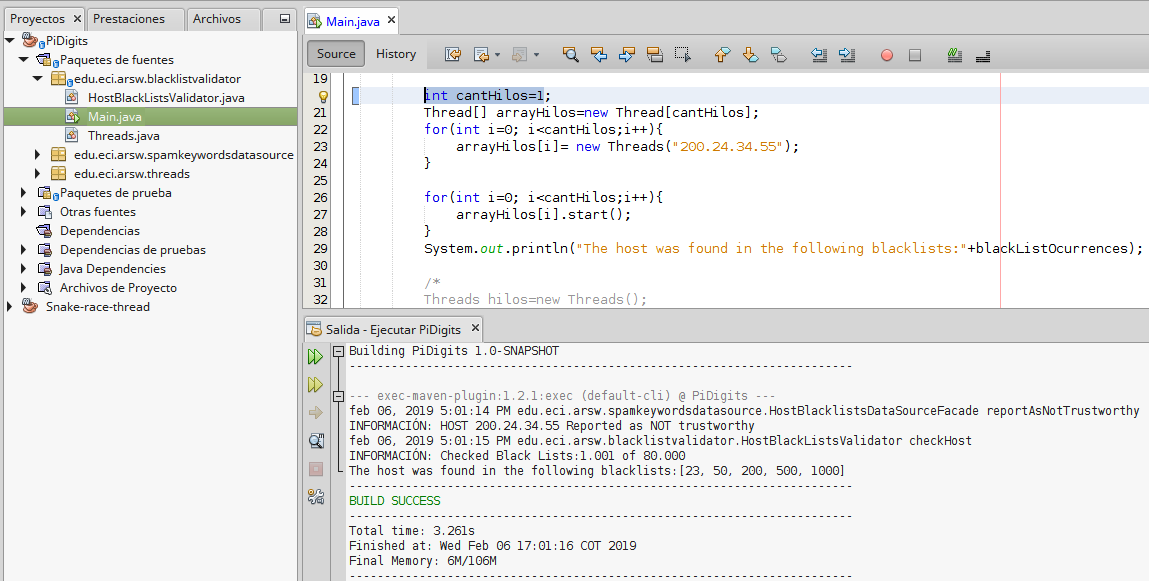 Proyectos × Prestaciones Archivos
PiDigits
Paquetes de fuentes
edu.eci.arsw.blacklistvalidator
HostBlackListsValidator.java
Main.java
Threads.java
edu.eci.arsw.spamkeywordsdatasource
edu.eci.arsw.threads
Paquetes de prueba
Otras fuentes
Dependencias
Dependencias de pruebas
Java Dependencies
Archivos de Proyecto
Snake-race-thread
Main.java ×
Source History
19
int cantHilos=1;
21 Thread[] arrayHilos=new Thread[cantHilos];
22 for(int i=0; i<cantHilos;i++){
23 arrayHilos[i]= new Threads("200.24.34.55");
24 }
25
26 for(int i=0; i<cantHilos;i++){
27 arrayHilos[i].start();
28 }
29 System.out.println("The host was found in the following blacklists:"+blackListOcurrences);
30
31 /*
32 Threads hilos=new Threads();
Salida - Ejecutar PiDigits ×
Building PiDigits 1.0-SNAPSHOT
------------------------------------------------------------------------
--- exec-maven-plugin:1.2.1:exec (default-cli) @ PiDigits ---
feb 06, 2019 5:01:14 PM edu.eci.arsw.spamkeywordsdatasource.HostBlacklistsDataSourceFacade reportAsNotTrustworthy
INFORMACIÓN: HOST 200.24.34.55 Reported as NOT trustworthy
feb 06, 2019 5:01:15 PM edu.eci.arsw.blacklistvalidator.HostBlackListsValidator checkHost
INFORMACIÓN: Checked Black Lists:1.001 of 80.000
The host was found in the following blacklists:[23, 50, 200, 500, 1000]
------------------------------------------------------------------------
BUILD SUCCESS
------------------------------------------------------------------------
Total time: 3.261s
Finished at: Wed Feb 06 17:01:16 COT 2019
Final Memory: 6M/106M
------------------------------------------------------------------------